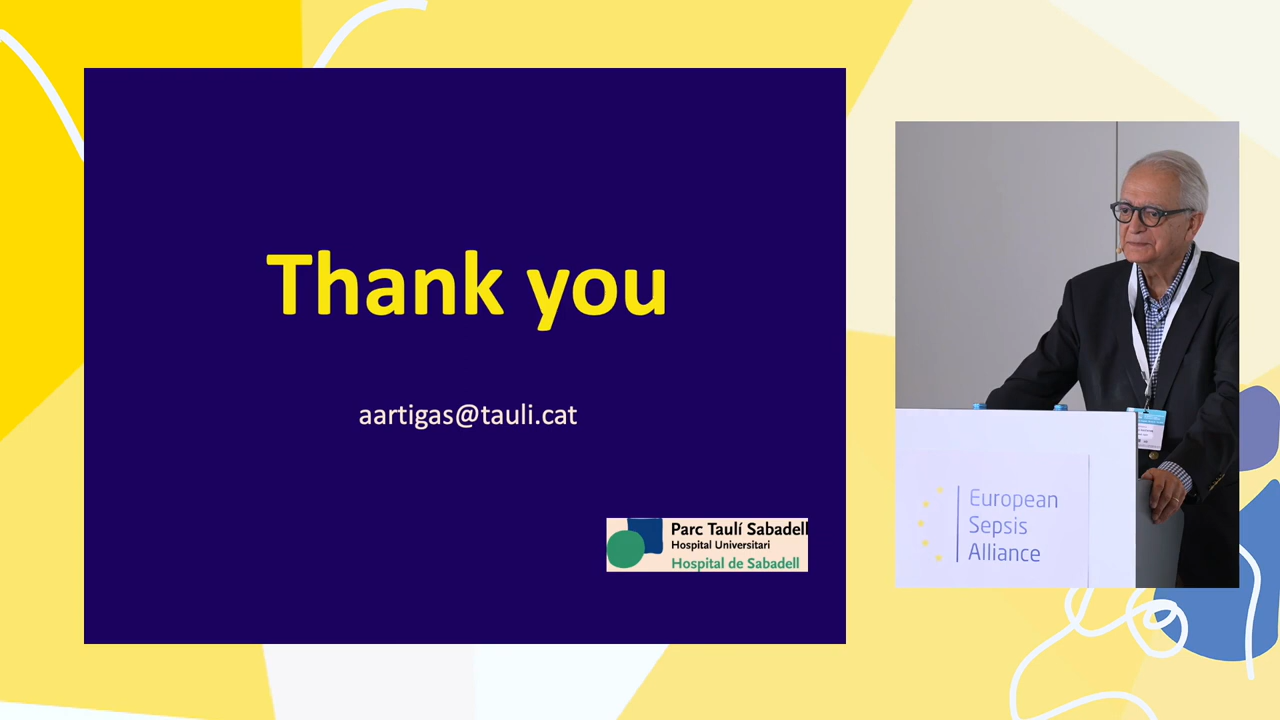 Thank you
aartigas@tauli.cat
Parc Taulí Sabadell
Hospital Universitari
Hospital de Sabadell
European
Sepsis
Alliance